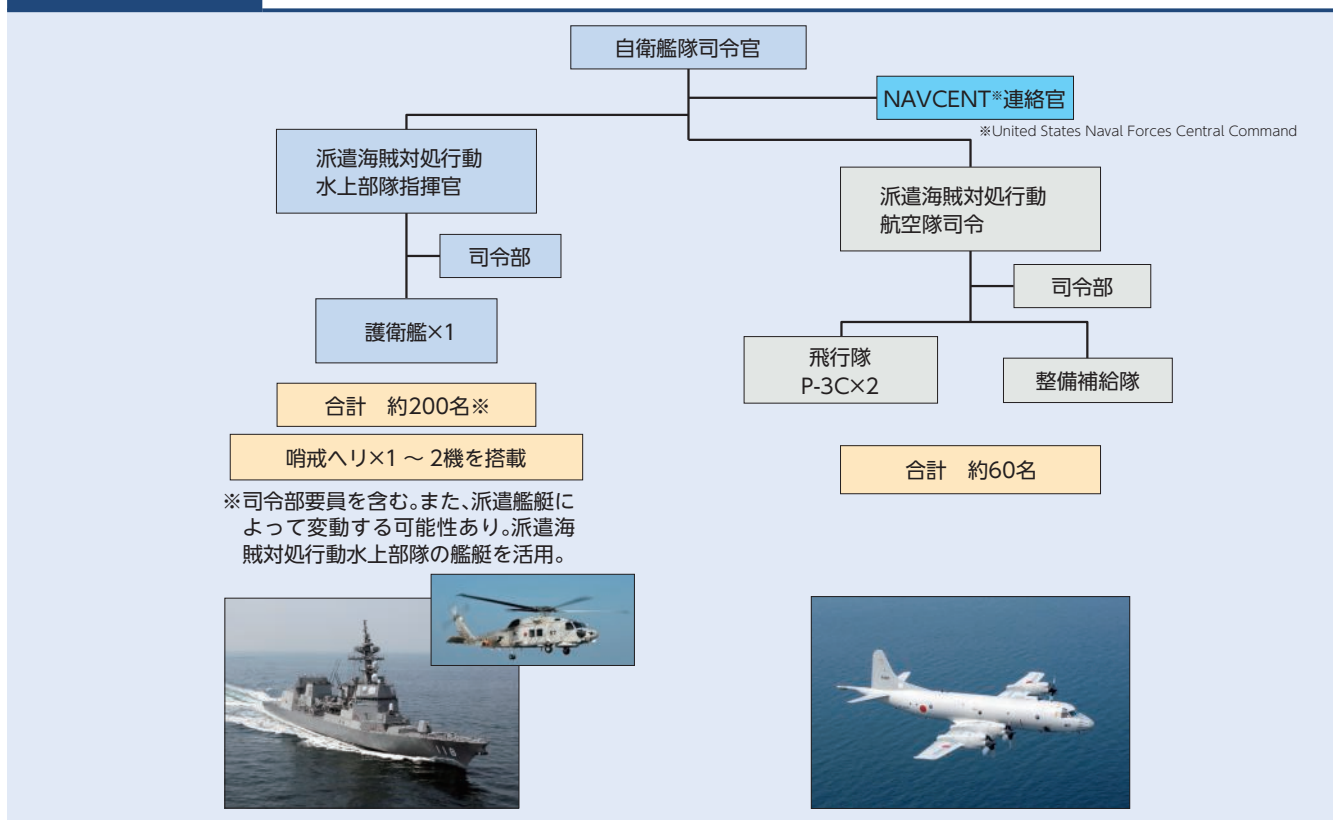 自衛艦隊司令官
NAVCENT※連絡官
※United States Naval Forces Central Command
派遣海賊対処行動
水上部隊指揮官
司令部
護衛艦×1
合計　約200名※
哨戒ヘリ×1 ～ 2機を搭載
※司令部要員を含む。また、派遣艦艇に
よって変動する可能性あり。派遣海
賊対処行動水上部隊の艦艇を活用。
派遣海賊対処行動
航空隊司令
司令部
飛行隊
P-3C×2
整備補給隊
合計　約60名